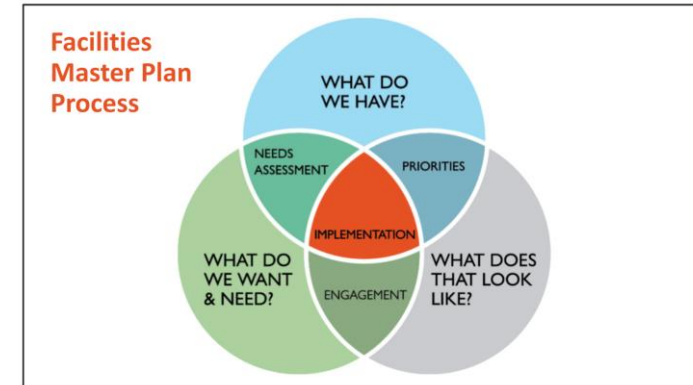 Facilities
Master Plan
Process
WHAT DO
WE HAVE?
NEEDS
ASSESSMENT
PRIORITIES
IMPLEMENTATION
WHAT DO
WE WANT
& NEED?
WHAT DOES
THAT LOOK
LIKE?
ENGAGEMENT